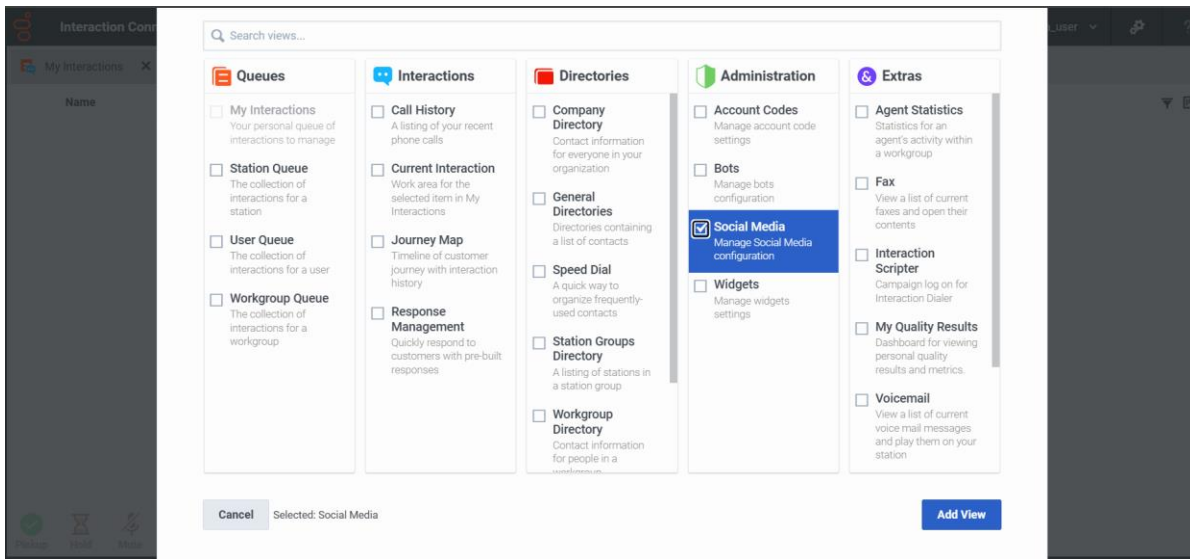 Interaction Conn
_user
My Interactions
Name
Search views...
Queues
My Interactions
Your personal queue of
interactions to manage
Station Queue
The collection of
interactions for a
station
User Queue
The collection of
interactions for a user
Workgroup Queue
The collection of
interactions for a
workgroup
Interactions
Call History
A listing of your recent
phone calls
Current Interaction
Work area for the
selected item in My
Interactions
Journey Map
Timeline of customer
journey with interaction
history
Response
Management
Quickly respond to
customers with pre-built
responses
Directories
Company
Directory
Contact information
for everyone in your
organization
General
Directories
Directories containing
a list of contacts
Speed Dial
A quick way to
organize frequently-
used contacts
Station Groups
Directory
A listing of stations in
a station group
Workgroup
Directory
Contact information
for people in a
workgroup
Administration
Account Codes
Manage account code
settings
Bots
Manage bots
configuration
Social Media
Manage Social Media
configuration
Widgets
Manage widgets
settings
& Extras
Agent Statistics
Statistics for an
agent's activity within
a workgroup
Fax
View a list of current
faxes and open their
contents
Interaction
Scripter
Campaign log on for
Interaction Dialer
My Quality Results
Dashboard for viewing
personal quality
results and metrics.
Voicemail
View a list of current
voice mail messages
and play them on your
station
Cancel
Selected: Social Media
Add View
Pickup
Hold
Mute